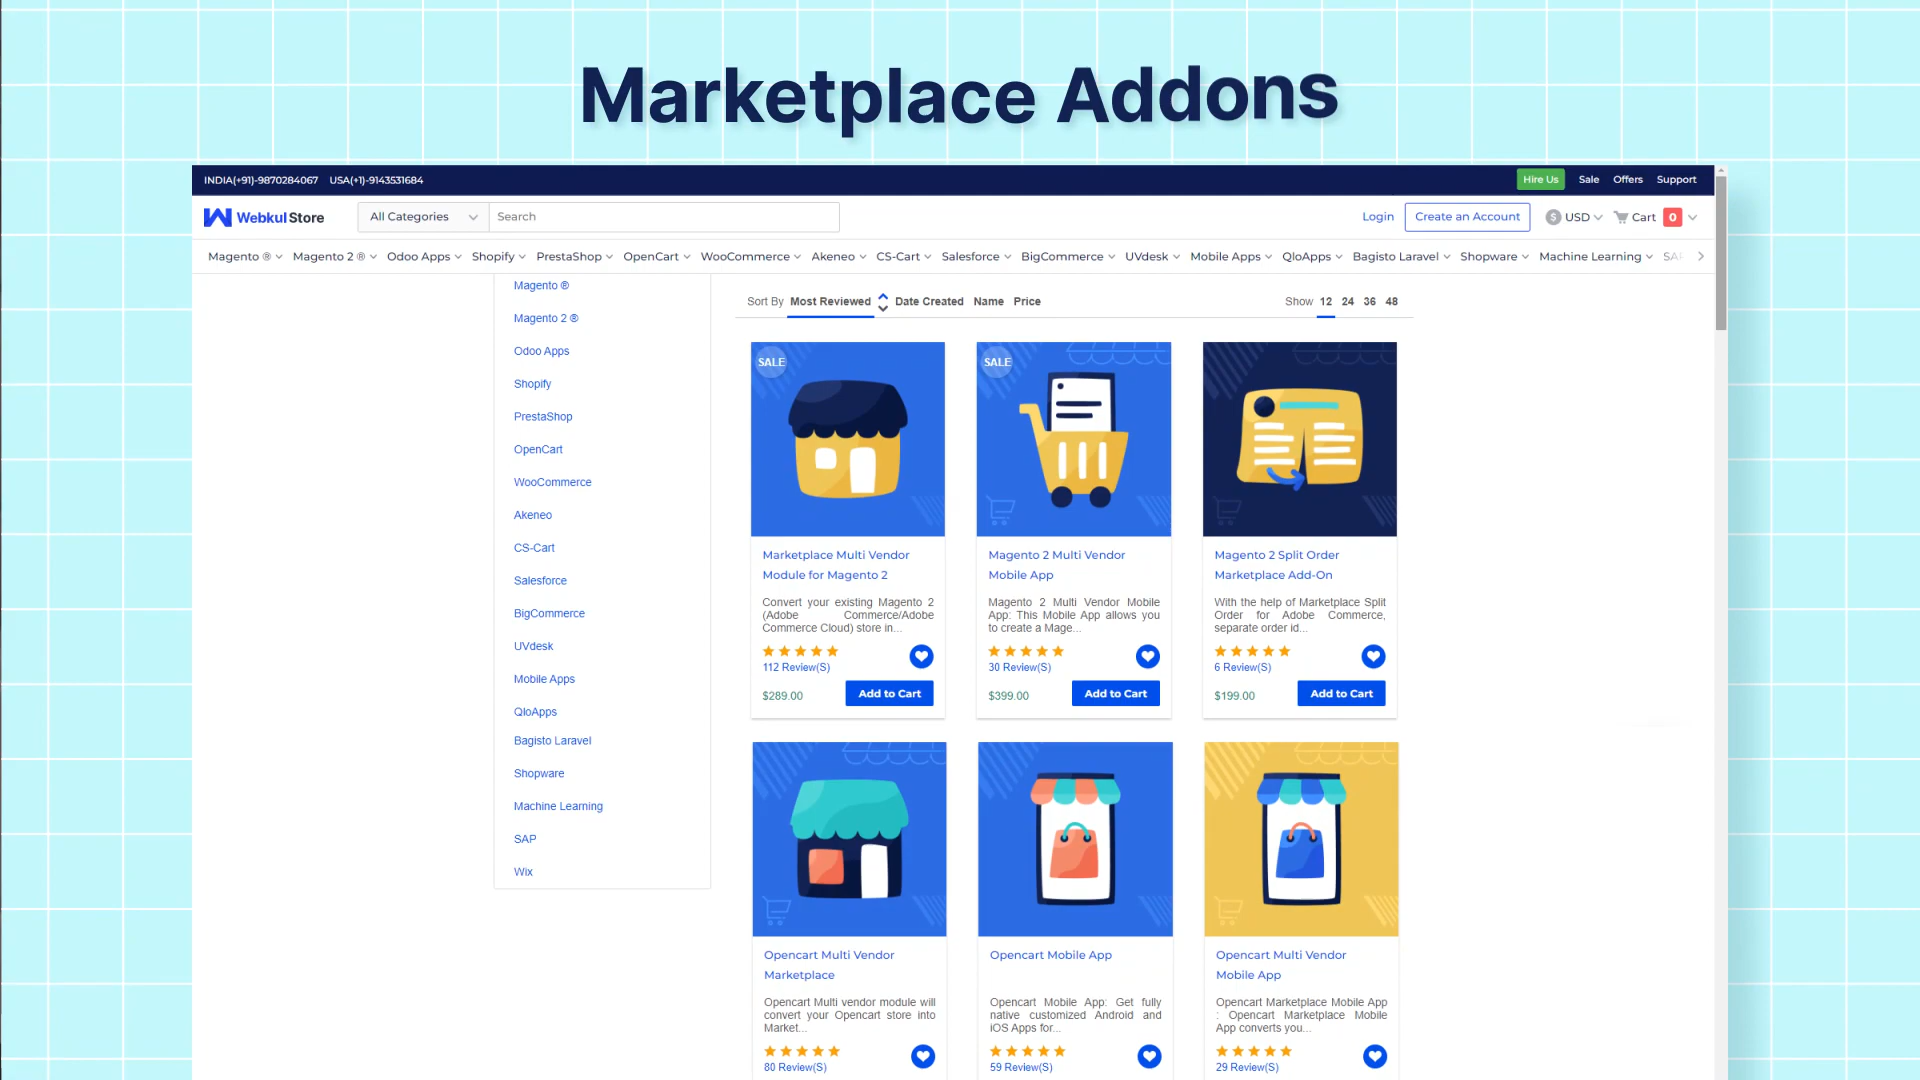 Marketplace Addons
INDIA(+91)-9870284067 USA(+1)-9143531684
Hire Us Sale Offers Support
Webkul Store
All Categories
Search
Login
Create an Account
$ USD
Cart 0
Magento ® Magento 2 ® Odoo Apps Shopify PrestaShop OpenCart WooCommerce Akeneo CS-Cart Salesforce BigCommerce UVdesk Mobile Apps QloApps Bagisto Laravel Shopware Machine Learning SA
Magento ®
Magento 2 ®
Odoo Apps
Shopify
PrestaShop
OpenCart
WooCommerce
Akeneo
CS-Cart
Salesforce
BigCommerce
UVdesk
Mobile Apps
QloApps
Bagisto Laravel
Shopware
Machine Learning
SAP
Wix
Sort By Most Reviewed Date Created Name Price
Show 12 24 36 48
SALE
Marketplace Multi Vendor
Module for Magento 2
Convert your existing Magento 2
(Adobe Commerce/Adobe
Commerce Cloud) store in...
112 Review(S)
$289.00
Add to Cart
SALE
Magento 2 Multi Vendor
Mobile App
Magento 2 Multi Vendor Mobile
App: This Mobile App allows you
to create a Mage...
30 Review(S)
$399.00
Add to Cart
Magento 2 Split Order
Marketplace Add-On
With the help of Marketplace Split
Order for Adobe Commerce,
separate order id...
6 Review(S)
$199.00
Add to Cart
Opencart Multi Vendor
Marketplace
Opencart Multi vendor module will
convert your Opencart store into
Market...
80 Review(S)
Opencart Mobile App
Opencart Mobile App: Get fully
native customized Android and
iOS Apps for...
59 Review(S)
Opencart Multi Vendor
Mobile App
Opencart Marketplace Mobile App
: Opencart Marketplace Mobile
App converts you...
29 Review(S)